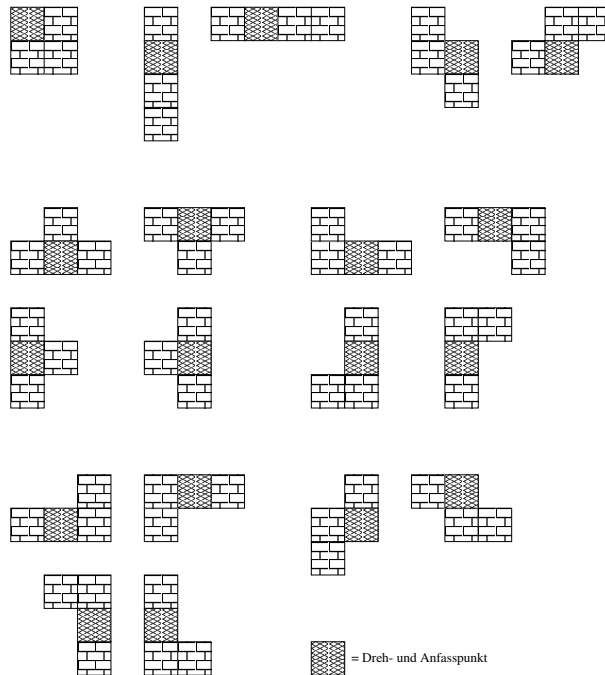 = Dreh- und Anfasspunkt